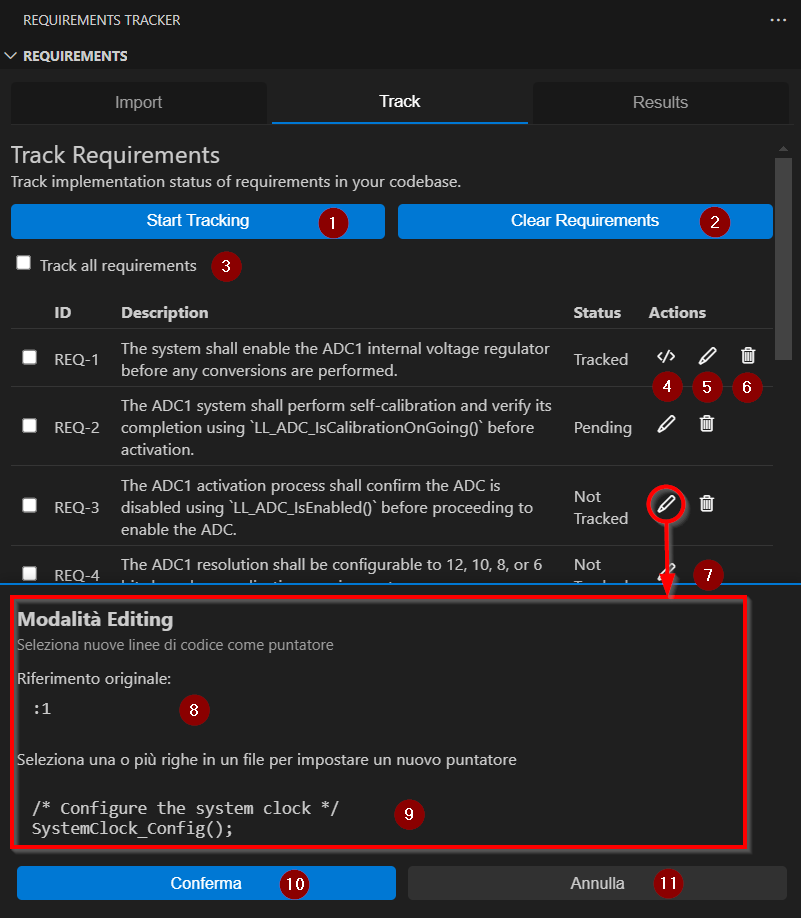 REQUIREMENTS TRACKER
REQUIREMENTS
Import
Track
Results
Track Requirements
Track implementation status of requirements in your codebase.
Start Tracking 1
Clear Requirements 2
Track all requirements 3
ID Description Status Actions
REQ-1
The system shall enable the ADC1 internal voltage regulator
before any conversions are performed.
Tracked
4 5 6
REQ-2
The ADC1 system shall perform self-calibration and verify its
completion using `LL_ADC_IsCalibrationOnGoing()` before
activation.
Pending
REQ-3
The ADC1 activation process shall confirm the ADC is
disabled using `LL_ADC_IsEnabled()` before proceeding to
enable the ADC.
Not
Tracked
REQ-4
The ADC1 resolution shall be configurable to 12, 10, 8, or 6
Not
7
Modalità Editing
Seleziona nuove linee di codice come puntatore
Riferimento originale:
:1 8
Seleziona una o più righe in un file per impostare un nuovo puntatore
/* Configure the system clock */
SystemClock_Config();
9
Conferma 10
Annulla 11